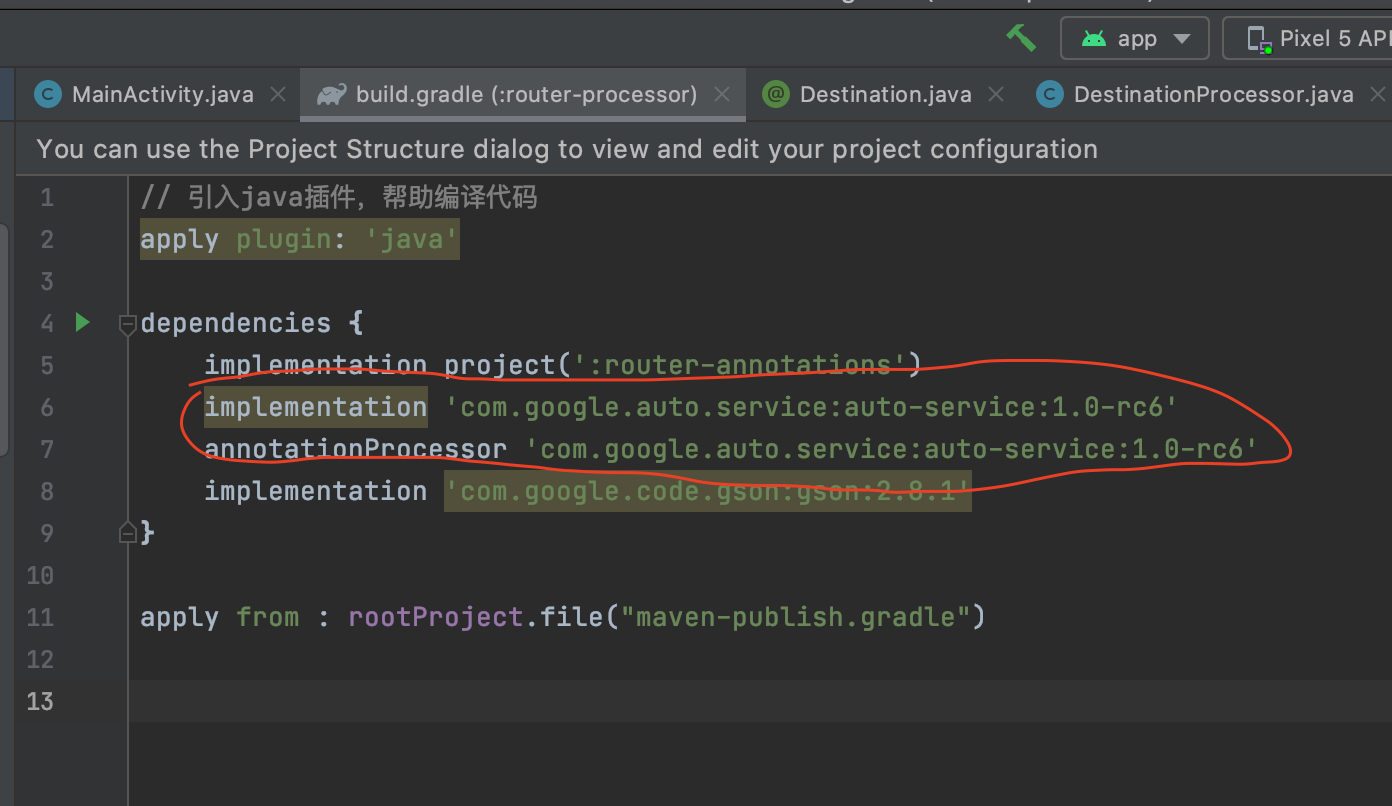 app
Pixel 5 API
MainActivity.java
build.gradle (:router-processor)
Destination.java
DestinationProcessor.java
You can use the Project Structure dialog to view and edit your project configuration
1 // 引入java插件，帮助编译代码
2 apply plugin: 'java'
3
4 dependencies {
5 implementation project(':router-annotations')
6 implementation 'com.google.auto.service:auto-service:1.0-rc6'
7 annotationProcessor 'com.google.auto.service:auto-service:1.0-rc6'
8 implementation 'com.google.code.gson:gson:2.8.1'
9 }
10
11 apply from : rootProject.file("maven-publish.gradle")
12
13